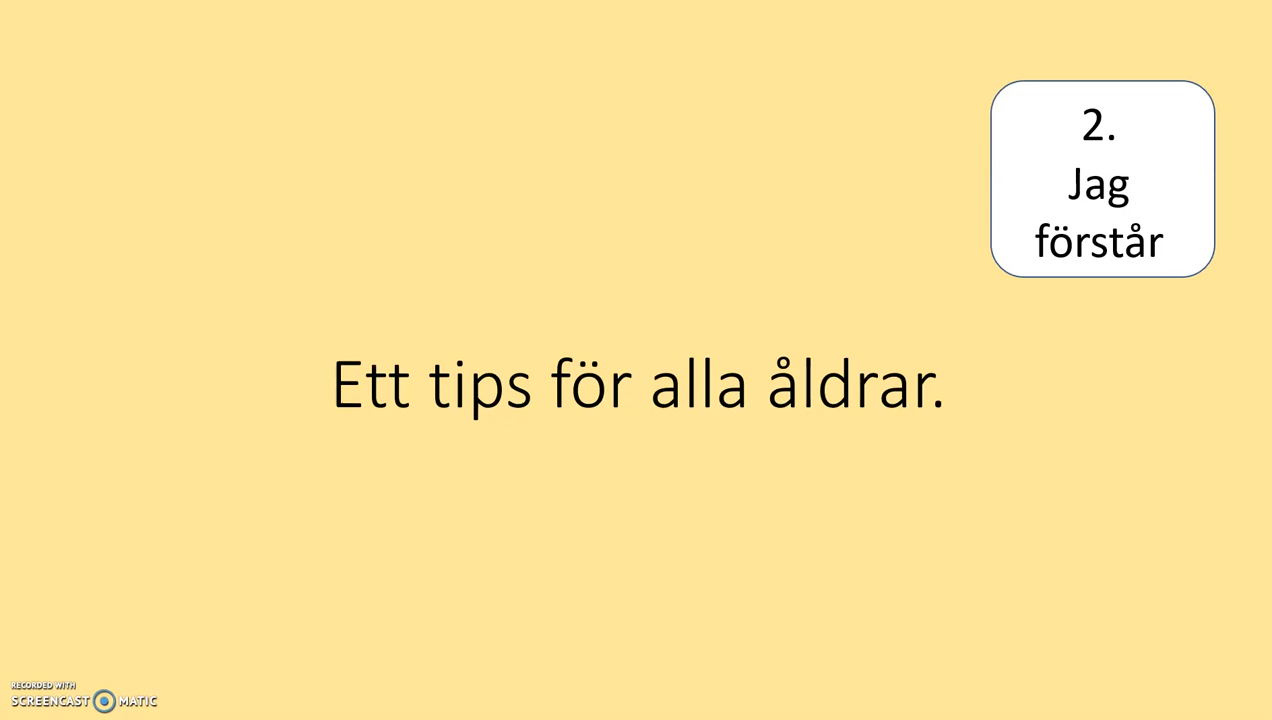 2.
Jag
förstår
Ett tips för alla åldrar.
RECORDED WITH
SCREENCAST MATIC